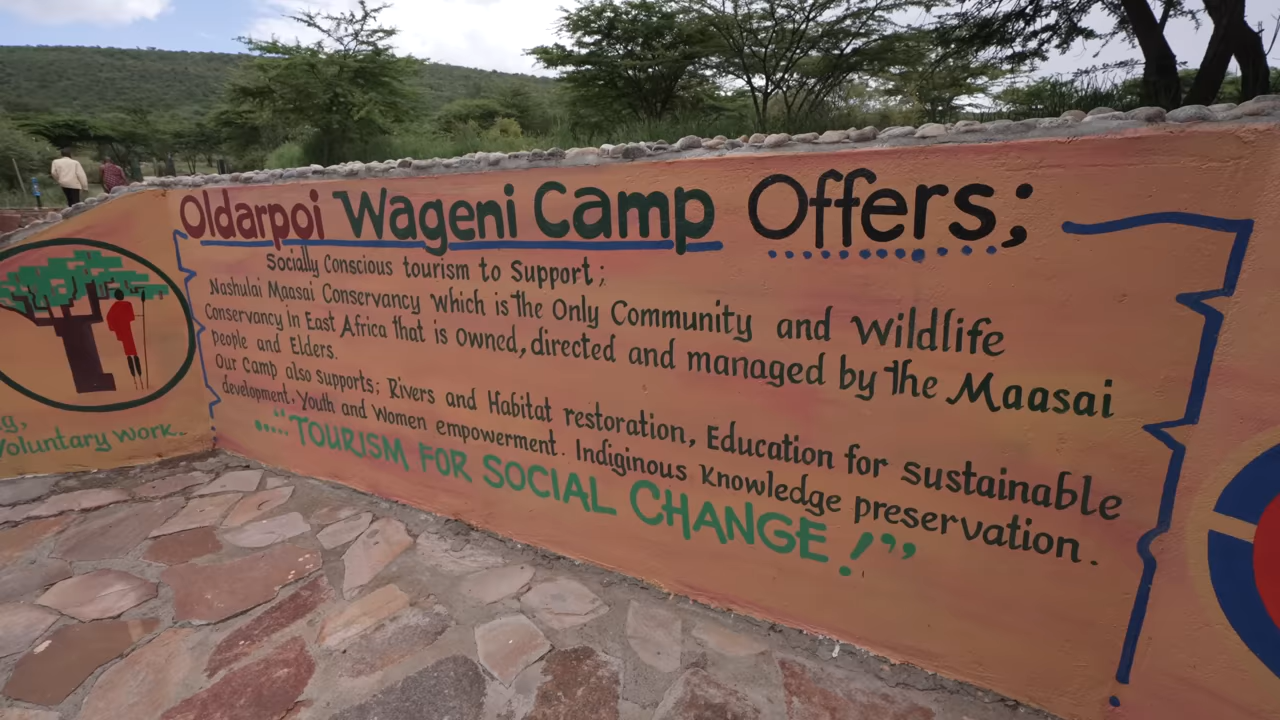 Oldarpoi Wageni Camp Offers;
Socially Conscious tourism to Support;
Nashulai Maasai Conservancy which is the Only Community and wildlife
Conservancy in East Africa that is owned, directed and managed by the Maasai
people and Elders.
Our Camp also supports; Rivers and Habitat restoration, Education for sustainable
development, Youth and Women empowerment. Indiginous Knowledge preservation.
"....TOURISM FOR SOCIAL CHANGE!"
g,
Voluntary work..